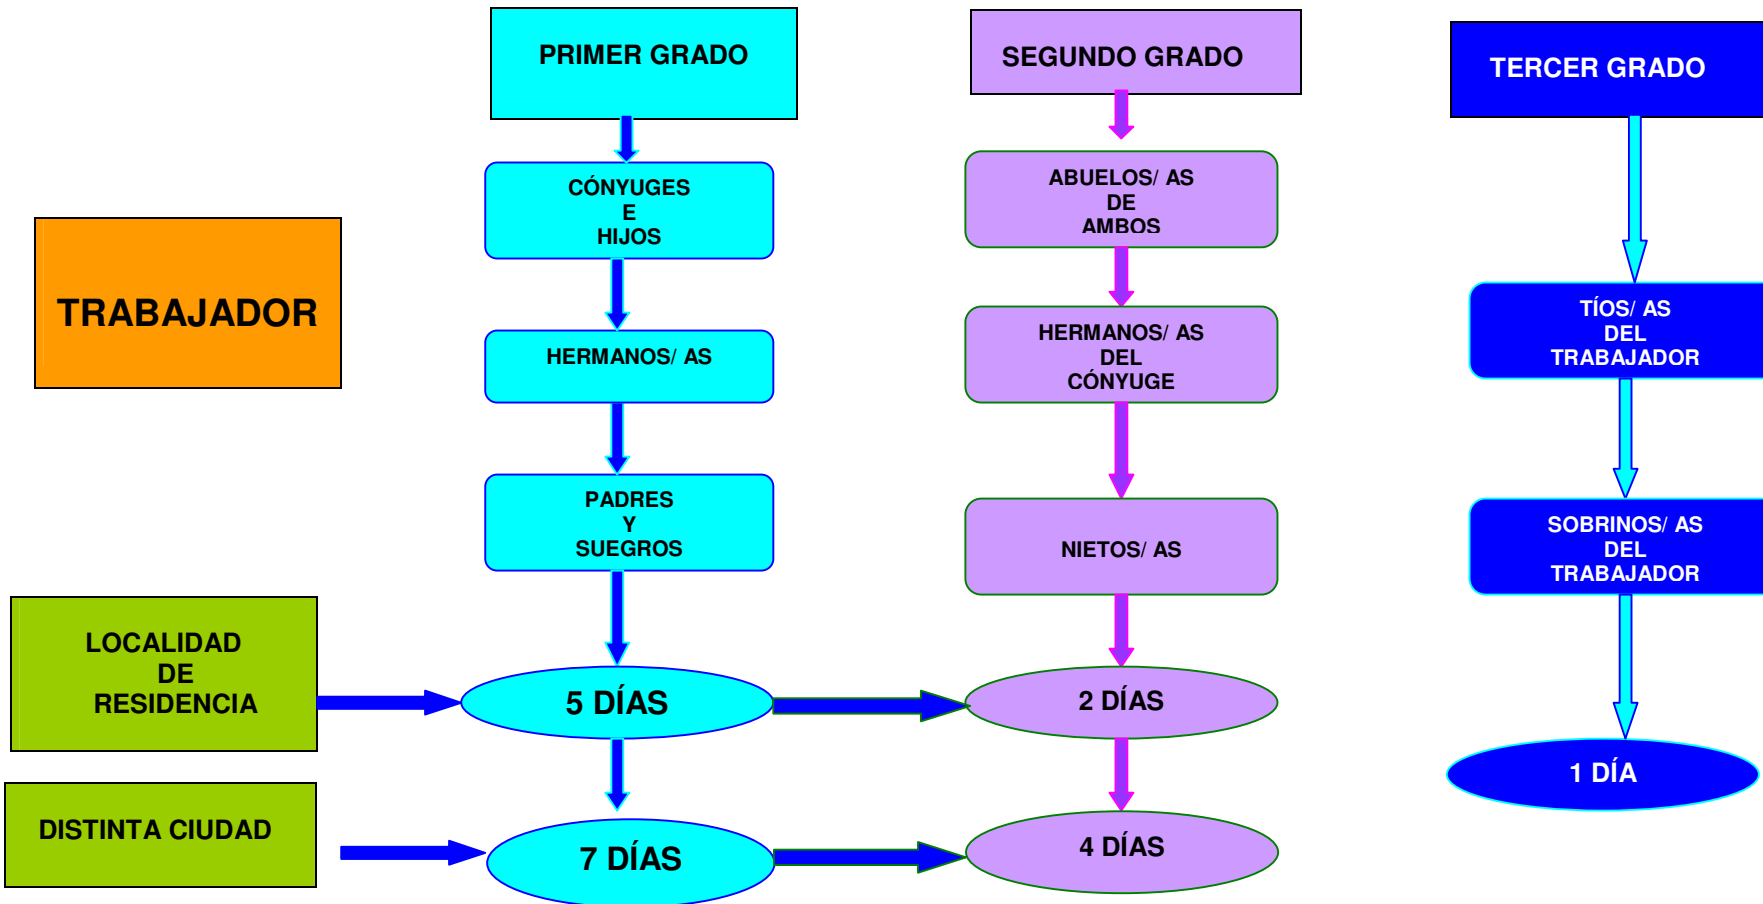 PRIMER GRADO
SEGUNDO GRADO
TERCER GRADO
CÓNYUGES
E
HIJOS
ABUELOS/ AS
DE
AMBOS
TRABAJADOR
HERMANOS/ AS
HERMANOS/ AS
DEL
CÓNYUGE
TÍOS/ AS
DEL
TRABAJADOR
PADRES
Y
SUEGROS
NIETOS/ AS
SOBRINOS/ AS
DEL
TRABAJADOR
LOCALIDAD
DE
RESIDENCIA
5 DÍAS
2 DÍAS
1 DÍA
DISTINTA CIUDAD
7 DÍAS
4 DÍAS